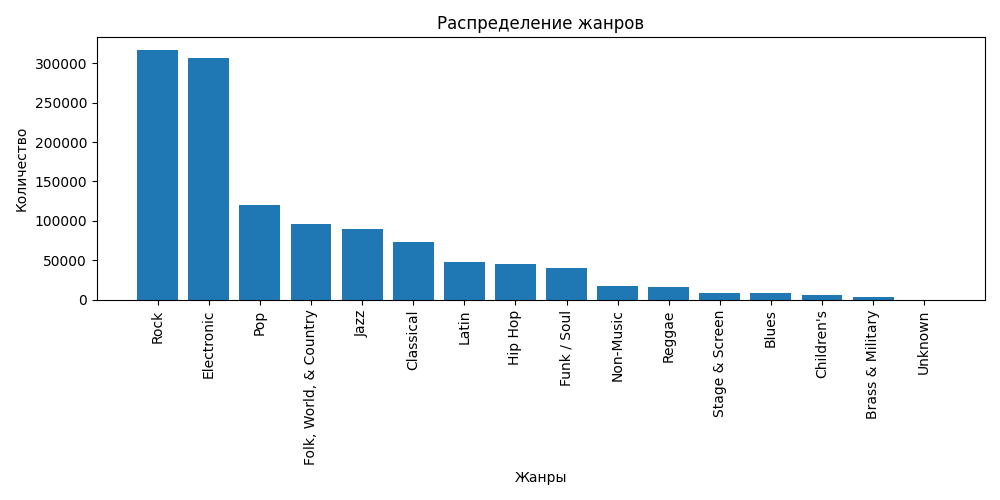 Распределение жанров
Количество
300000
250000
200000
150000
100000
50000
0
Rock
Electronic
Pop
Folk, World, & Country
Jazz
Classical
Latin
Hip Hop
Funk / Soul
Non-Music
Reggae
Stage & Screen
Blues
Children's
Brass & Military
Unknown
Жанры